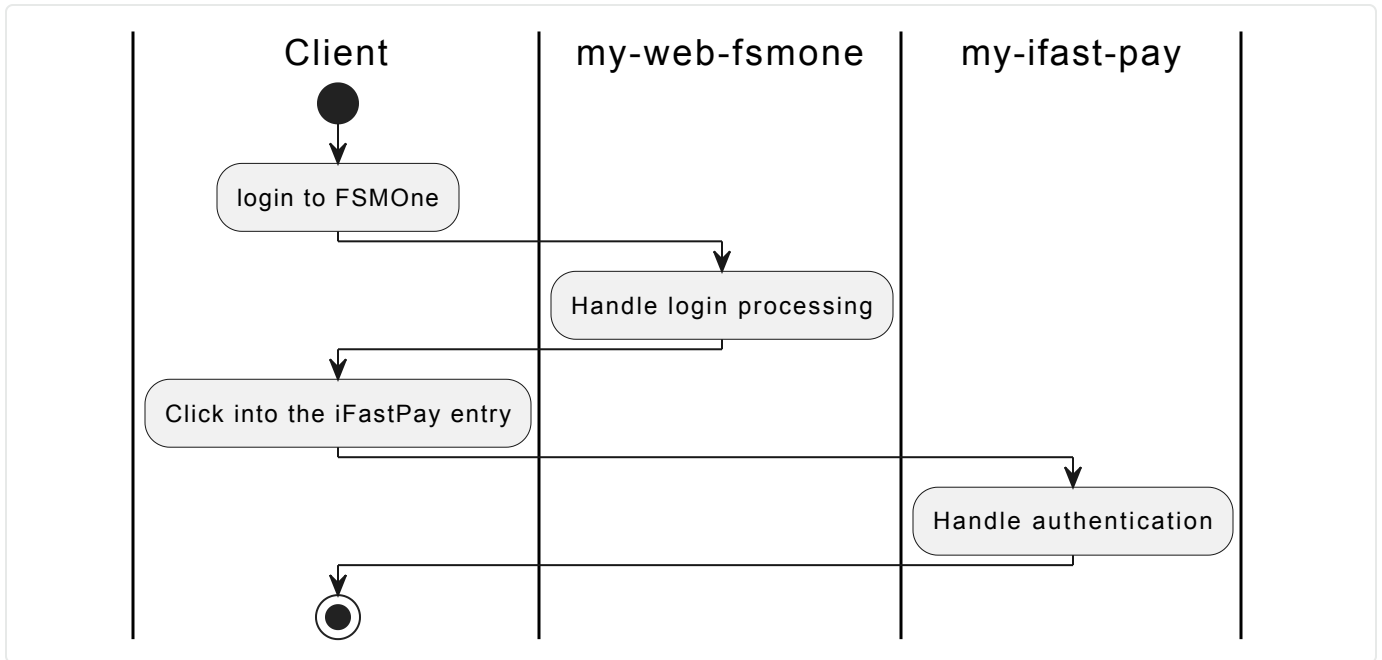 Client
my-web-fsmone
my-ifast-pay
login to FSMOne
Handle login processing
Click into the iFastPay entry
Handle authentication